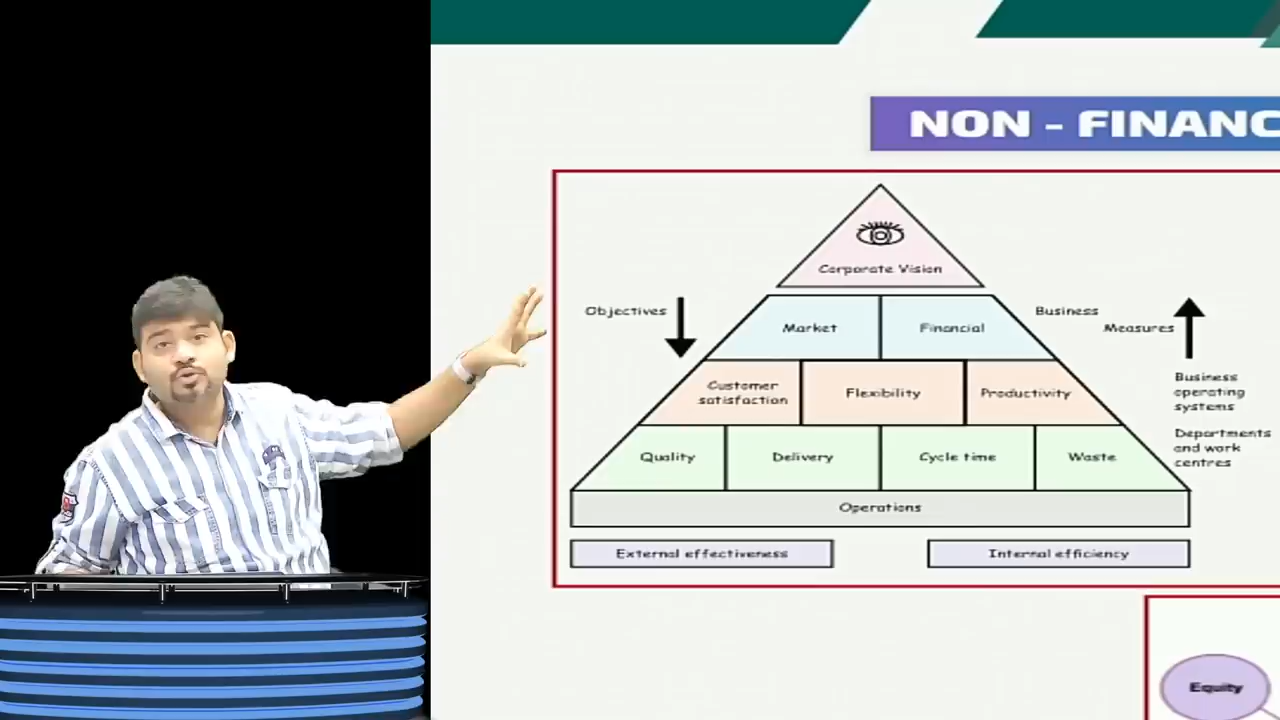 NON - FINANC
Corporate Vision
Objectives
Business
Measures
Market
Financial
Customer
satisfaction
Flexibility
Productivity
Business
operating
systems
Quality
Delivery
Cycle time
Waste
Departments
and work
centres
Operations
External effectiveness
Internal efficiency
Equity